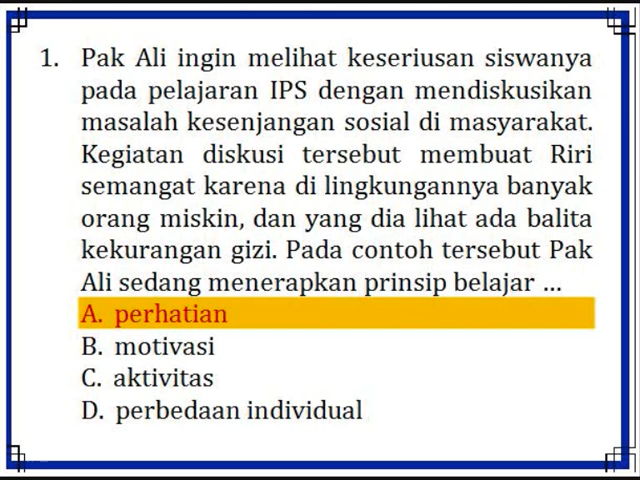 1. Pak Ali ingin melihat keseriusan siswanya
pada pelajaran IPS dengan mendiskusikan
masalah kesenjangan sosial di masyarakat.
Kegiatan diskusi tersebut membuat Riri
semangat karena di lingkungannya banyak
orang miskin, dan yang dia lihat ada balita
kekurangan gizi. Pada contoh tersebut Pak
Ali sedang menerapkan prinsip belajar ...
A. perhatian
B. motivasi
C. aktivitas
D. perbedaan individual